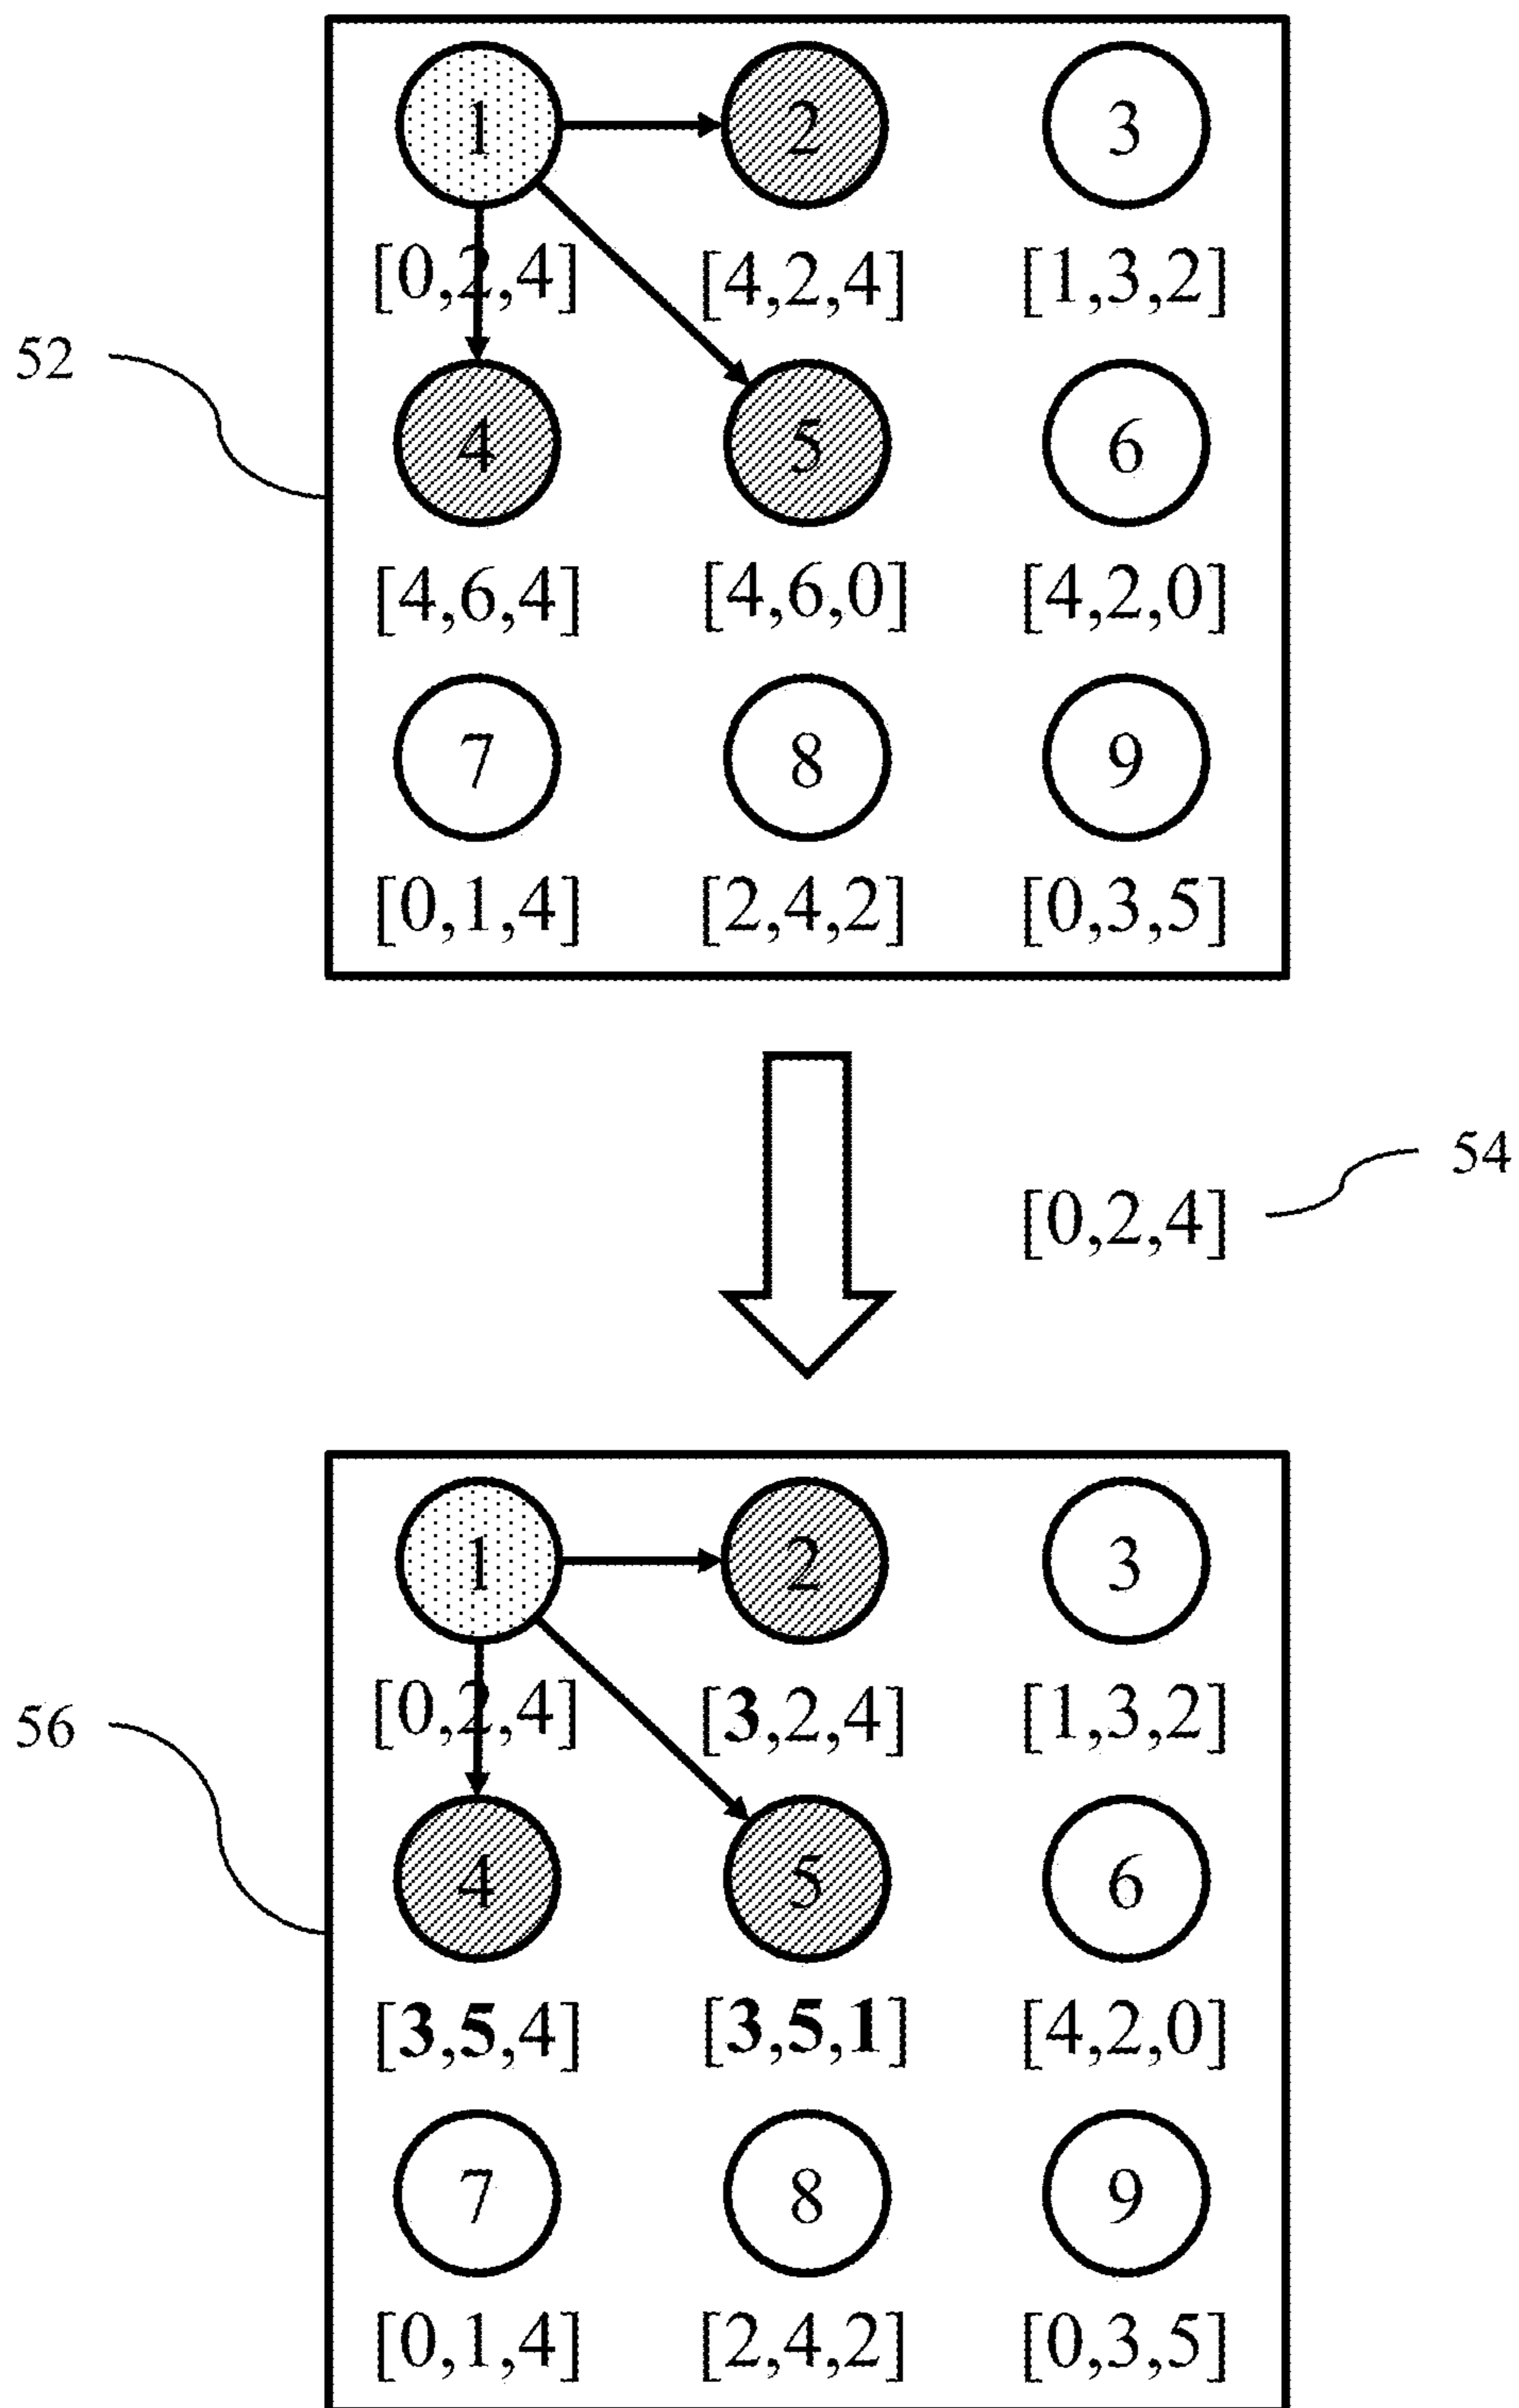 1 2 3
[0,2,4] [4,2,4] [1,3,2]
52
4 5 6
[4,6,4] [4,6,0] [4,2,0]
7 8 9
[0,1,4] [2,4,2] [0,3,5]
54
[0,2,4]
1 2 3
[0,2,4] [3,2,4] [1,3,2]
56
4 5 6
[3,5,4] [3,5,1] [4,2,0]
7 8 9
[0,1,4] [2,4,2] [0,3,5]